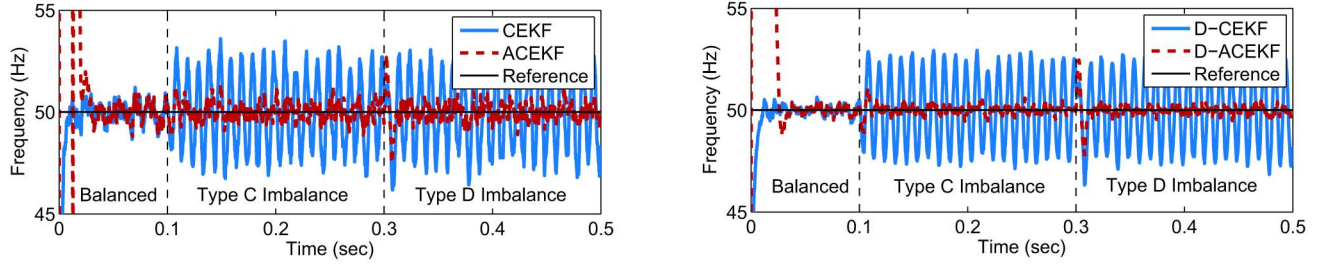 55
50
45
Frequency (Hz)
CEKF
ACEKF
Reference
Balanced
Type C Imbalance
Type D Imbalance
0
0.1
0.2
0.3
0.4
0.5
Time (sec)
55
50
45
Frequency (Hz)
D−CEKF
D−ACEKF
Reference
Balanced
Type C Imbalance
Type D Imbalance
0
0.1
0.2
0.3
0.4
0.5
Time (sec)